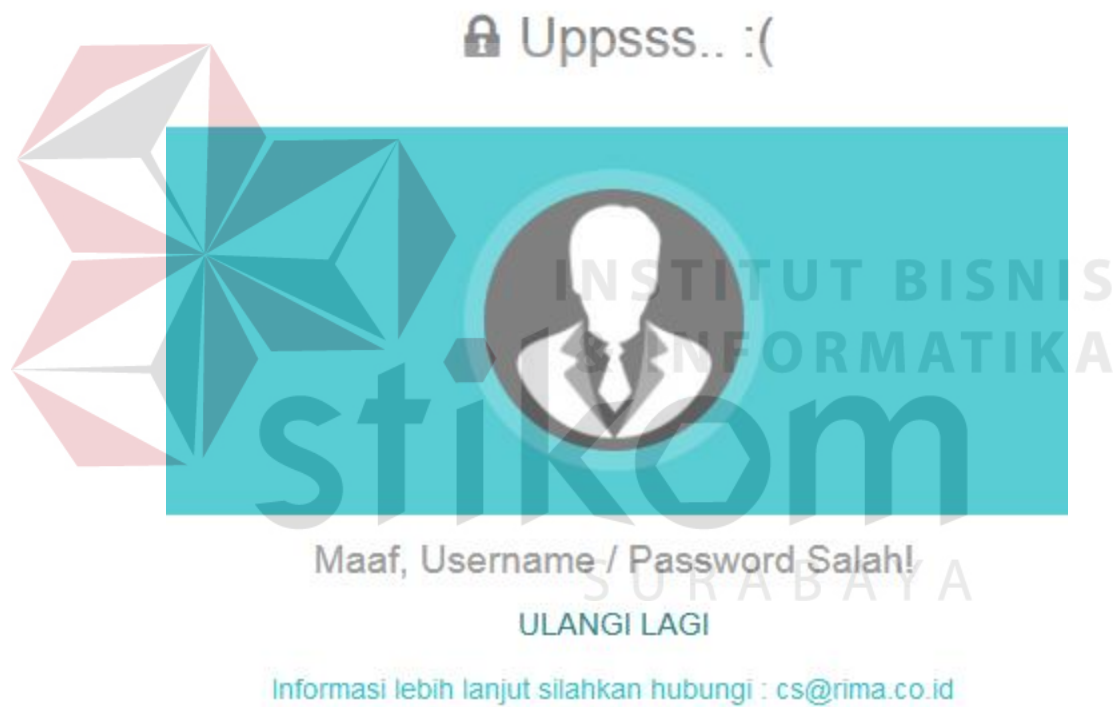 Uppsss.. :(
INSTITUT BISNIS
& INFORMATIKA
stikom
SURABAYA
Maaf, Username / Password Salah!
ULANGI LAGI
Informasi lebih lanjut silahkan hubungi : cs@rima.co.id